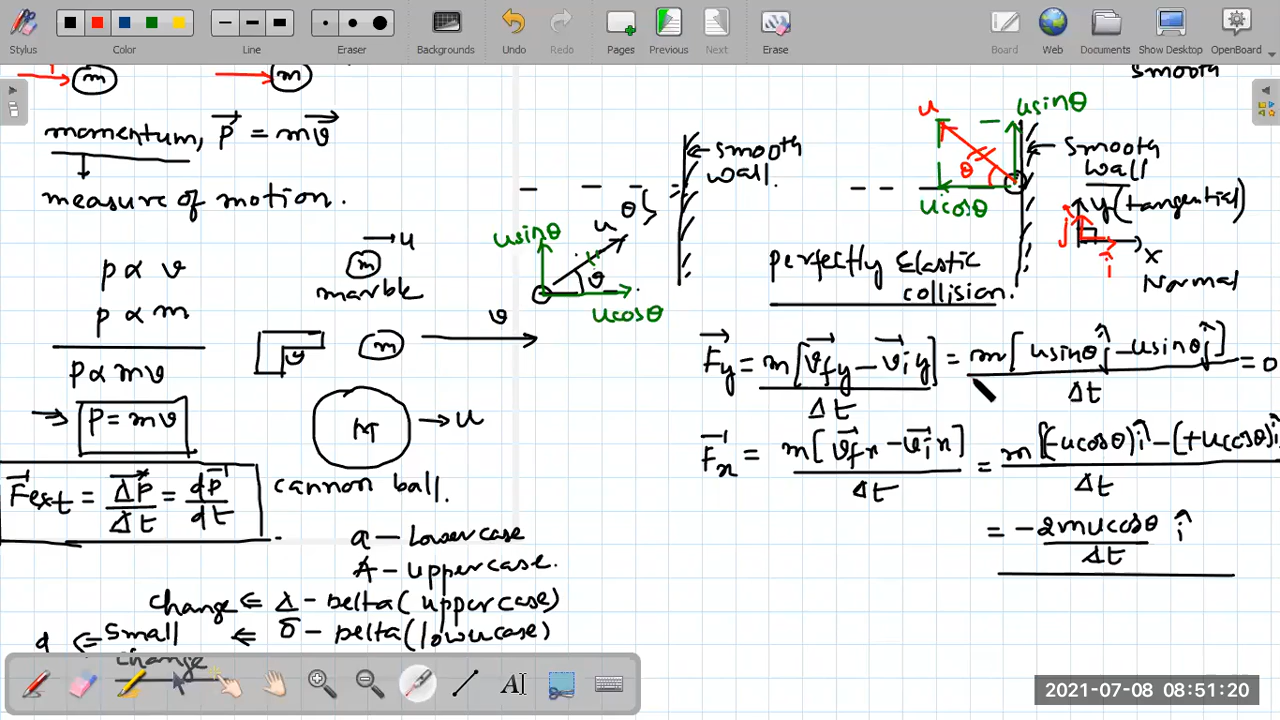 Stylus
Color
Line
Eraser
Backgrounds
Undo
Redo
Pages
Previous
Next
Erase
Board
Web
Documents
Show Desktop
OpenBoard
m
m
momentum, P⃗ = mv⃗
measure of motion.
p ∝ v
p ∝ m
p ∝ mv
→ P = mv
F⃗ext = ΔP⃗/Δt = dP⃗/dt
u
m
marble
m
v
M → u
cannon ball.
a - Lowercase
A - uppercase.
change ⇐ Δ - Delta (uppercase)
d ⇐ small ⇐ δ - Delta (lowercase)
change
usinθ
u
θ
ucosθ
smooth
wall.
smooth
u
usinθ
θ
ucosθ
smooth
wall
y (tangential)
j
î
x
Normal
perfectly Elastic
collision.
F⃗y = m[v⃗fy - v⃗iy]/Δt = m[usinθ ĵ - usinθ ĵ]/Δt = 0
F⃗x = m[v⃗fx - v⃗ix]/Δt = m[(-ucosθ)î - (+ucosθ)î
Δt
= -2mucosθ/Δt î
2021-07-08 08:51:20